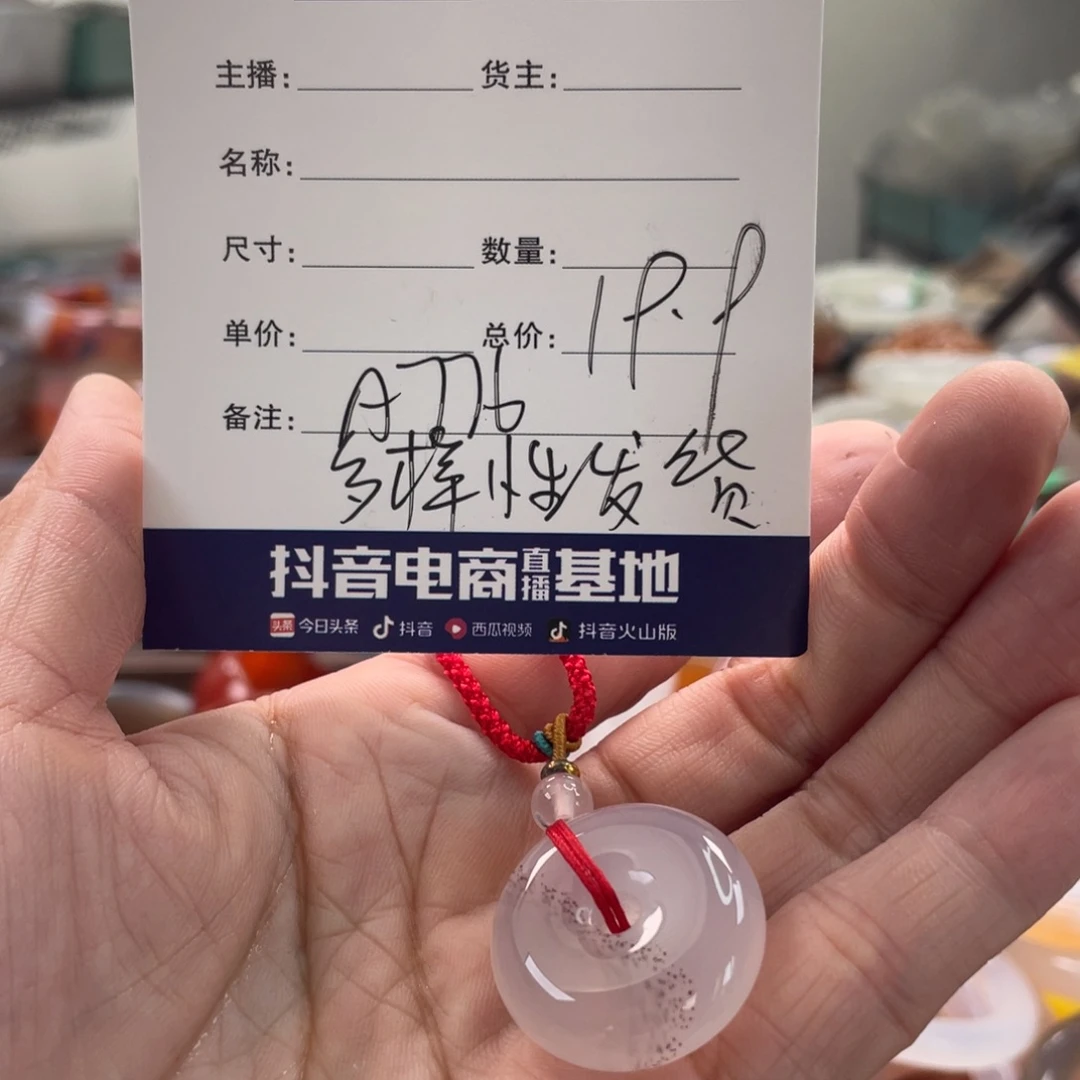 主播: 货主:
名称:
尺寸: 数量:
单价: 总价: 19.9
备注: A776
多样性发货
抖音电商直播基地
头条 今日头条 抖音 西瓜视频 抖音火山版